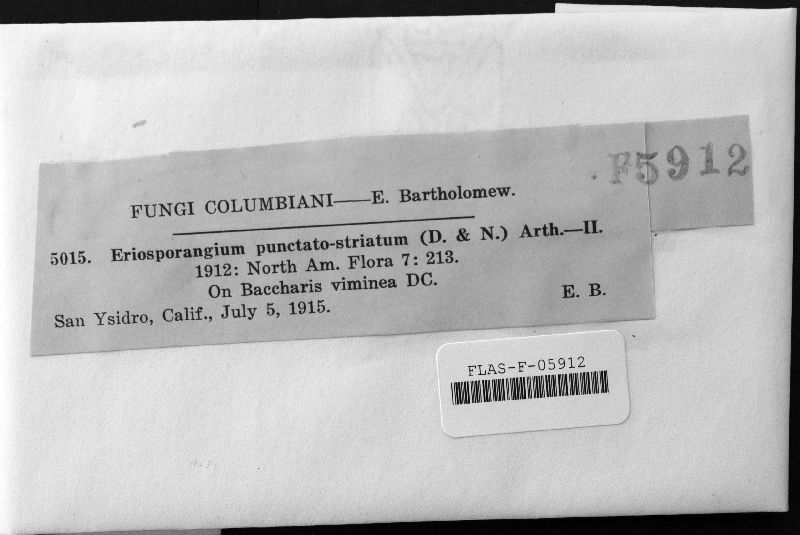 F5912
FUNGI COLUMBIANI—E. Bartholomew.
5015. Eriosporangium punctato-striatum (D. & N.) Arth.—II.
1912: North Am. Flora 7: 213.
On Baccharis viminea DC.
San Ysidro, Calif., July 5, 1915. E. B.
FLAS-F-05912